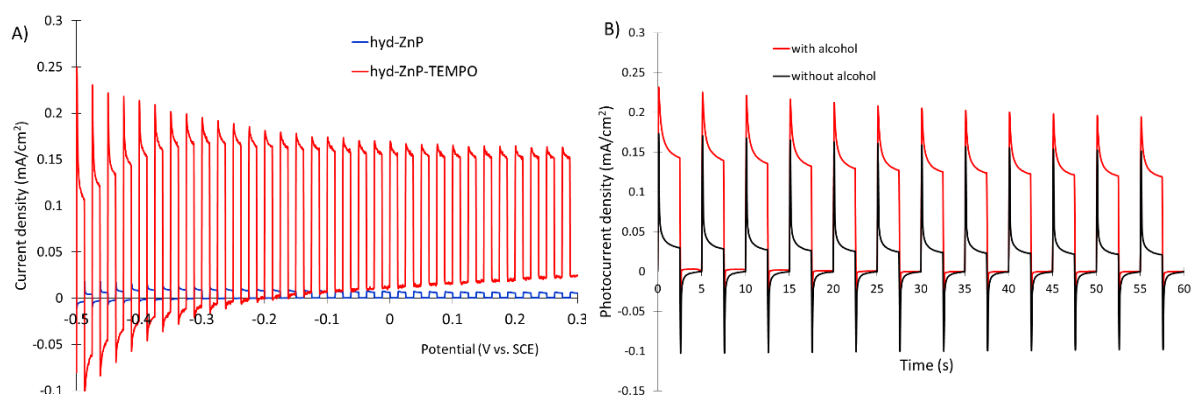 A)
hyd-ZnP
hyd-ZnP-TEMPO
Current density (mA/cm²)
0.3
0.25
0.2
0.15
0.1
0.05
0
-0.05
-0.1
-0.5 -0.4 -0.3 -0.2 -0.1 0 0.1 0.2 0.3
Potential (V vs. SCE)
B)
with alcohol
without alcohol
Photocurrent density (mA/cm²)
0.3
0.25
0.2
0.15
0.1
0.05
0
-0.05
-0.1
-0.15
0 5 10 15 20 25 30 35 40 45 50 55 60
Time (s)